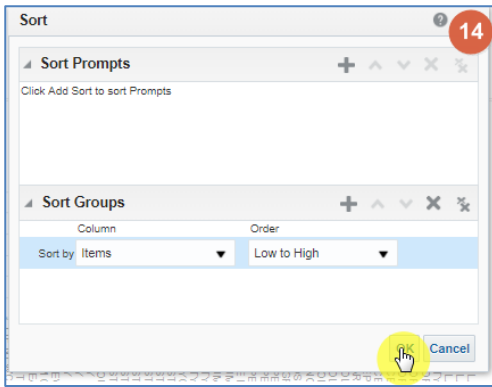 Sort
?
14
Sort Prompts
Click Add Sort to sort Prompts
Sort Groups
Column Order
Sort by Items Low to High
OK Cancel